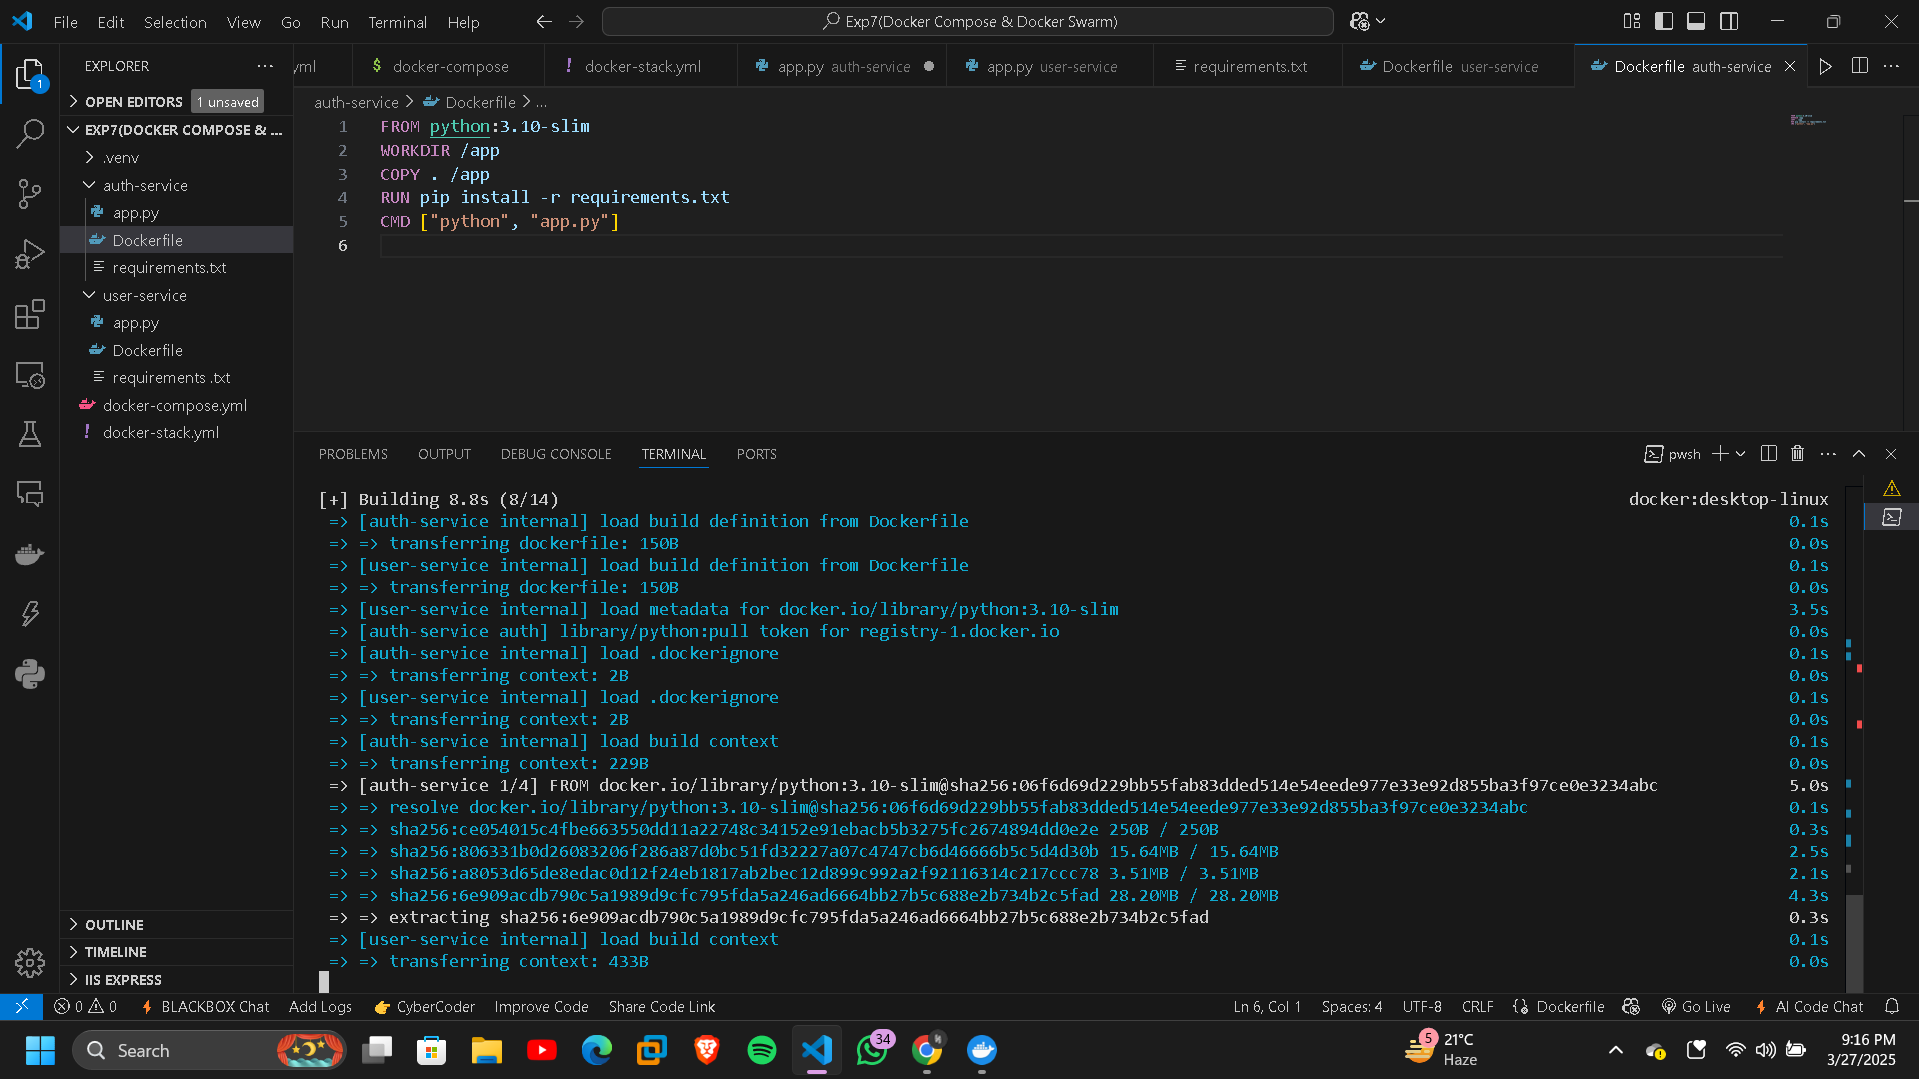 File Edit Selection View Go Run Terminal Help
Exp7(Docker Compose & Docker Swarm)
EXPLORER
OPEN EDITORS 1 unsaved
EXP7(DOCKER COMPOSE & ...
.venv
auth-service
app.py
Dockerfile
requirements.txt
user-service
app.py
Dockerfile
requirements .txt
docker-compose.yml
docker-stack.yml
OUTLINE
TIMELINE
IIS EXPRESS
yml
$ docker-compose
! docker-stack.yml
app.py auth-service
app.py user-service
requirements.txt
Dockerfile user-service
Dockerfile auth-service
auth-service > Dockerfile > ...
1 FROM python:3.10-slim
2 WORKDIR /app
3 COPY . /app
4 RUN pip install -r requirements.txt
5 CMD ["python", "app.py"]
6
PROBLEMS OUTPUT DEBUG CONSOLE TERMINAL PORTS
pwsh
[+] Building 8.8s (8/14) docker:desktop-linux
=> [auth-service internal] load build definition from Dockerfile 0.1s
=> => transferring dockerfile: 150B 0.0s
=> [user-service internal] load build definition from Dockerfile 0.1s
=> => transferring dockerfile: 150B 0.0s
=> [user-service internal] load metadata for docker.io/library/python:3.10-slim 3.5s
=> [auth-service auth] library/python:pull token for registry-1.docker.io 0.0s
=> [auth-service internal] load .dockerignore 0.1s
=> => transferring context: 2B 0.0s
=> [user-service internal] load .dockerignore 0.1s
=> => transferring context: 2B 0.0s
=> [auth-service internal] load build context 0.1s
=> => transferring context: 229B 0.0s
=> [auth-service 1/4] FROM docker.io/library/python:3.10-slim@sha256:06f6d69d229bb55fab83dded514e54eede977e33e92d855ba3f97ce0e3234abc 5.0s
=> => resolve docker.io/library/python:3.10-slim@sha256:06f6d69d229bb55fab83dded514e54eede977e33e92d855ba3f97ce0e3234abc 0.1s
=> => sha256:ce054015c4fbe663550dd11a22748c34152e91ebacb5b3275fc2674894dd0e2e 250B / 250B 0.3s
=> => sha256:806331b0d26083206f286a87d0bc51fd32227a07c4747cb6d46666b5c5d4d30b 15.64MB / 15.64MB 2.5s
=> => sha256:a8053d65de8edac0d12f24eb1817ab2bec12d899c992a2f92116314c217ccc78 3.51MB / 3.51MB 2.1s
=> => sha256:6e909acdb790c5a1989d9cfc795fda5a246ad6664bb27b5c688e2b734b2c5fad 28.20MB / 28.20MB 4.3s
=> => extracting sha256:6e909acdb790c5a1989d9cfc795fda5a246ad6664bb27b5c688e2b734b2c5fad 0.3s
=> [user-service internal] load build context 0.1s
=> => transferring context: 433B 0.0s
0 0 BLACKBOX Chat Add Logs CyberCoder Improve Code Share Code Link Ln 6, Col 1 Spaces: 4 UTF-8 CRLF Dockerfile Go Live AI Code Chat
Search
34
5
21°C
Haze
9:16 PM
3/27/2025